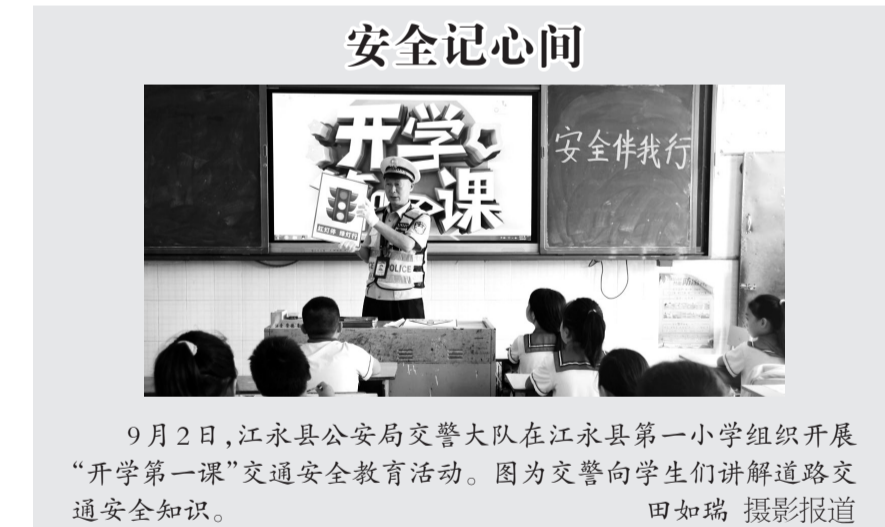 安全记心间
开学
第一课
安全伴我行
红灯停 绿灯行
POLICE
9月2日,江永县公安局交警大队在江永县第一小学组织开展
“开学第一课”交通安全教育活动。图为交警向学生们讲解道路交
通安全知识。 田如瑞 摄影报道